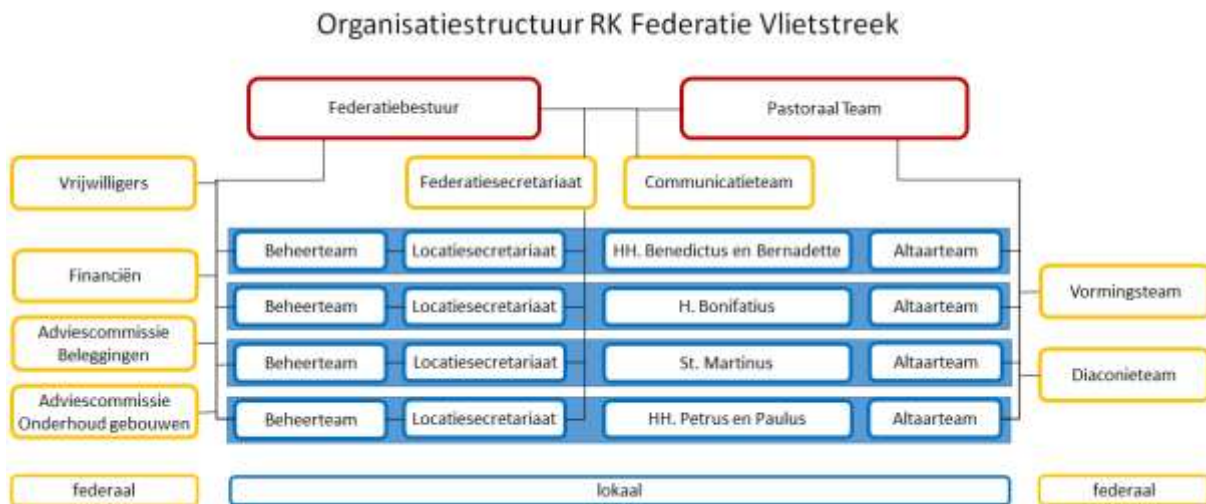 Organisatiestructuur RK Federatie Vlietstreek
Federatiebestuur
Pastoraal Team
Vrijwilligers
Federatiesecretariaat
Communicatieteam
Beheerteam
Locatiesecretariaat
HH. Benedictus en Bernadette
Altaarteam
Financiën
Vormingsteam
Beheerteam
Locatiesecretariaat
H. Bonifatius
Altaarteam
Adviescommissie
Beleggingen
Beheerteam
Locatiesecretariaat
St. Martinus
Altaarteam
Diaconieteam
Adviescommissie
Onderhoud gebouwen
Beheerteam
Locatiesecretariaat
HH. Petrus en Paulus
Altaarteam
federaal
lokaal
federaal